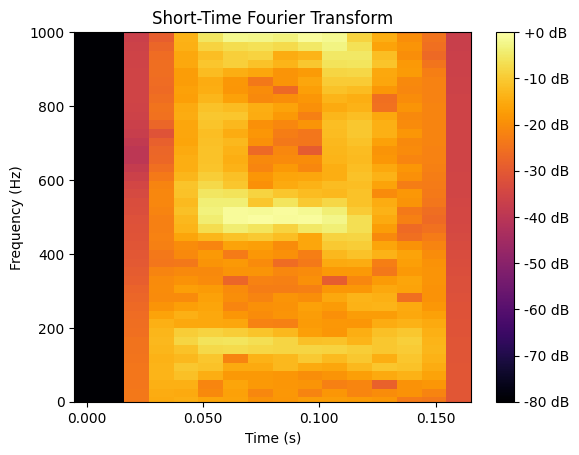 Short-Time Fourier Transform
1000
800
600
400
200
0
Frequency (Hz)
0.000
0.050
0.100
0.150
Time (s)
+0 dB
-10 dB
-20 dB
-30 dB
-40 dB
-50 dB
-60 dB
-70 dB
-80 dB